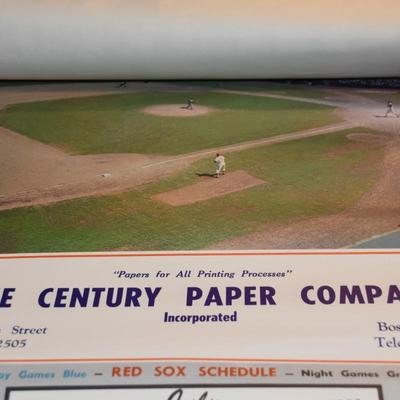 "Papers for All Printing Processes"
E CENTURY PAPER COMPA
Incorporated
Street Bos
2505 Tele
ay Games Blue — RED SOX SCHEDULE — Night Games Gr